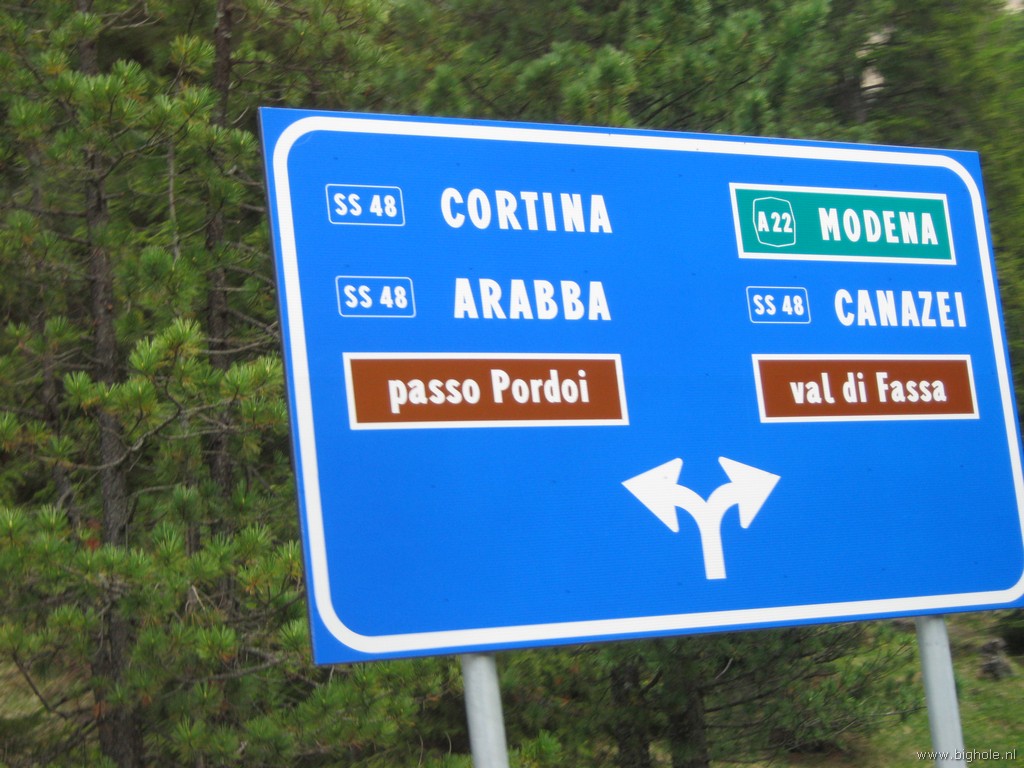 SS 48 CORTINA
SS 48 ARABBA
passo Pordoi
A22 MODENA
SS 48 CANAZEI
val di Fassa
www.bighole.nl